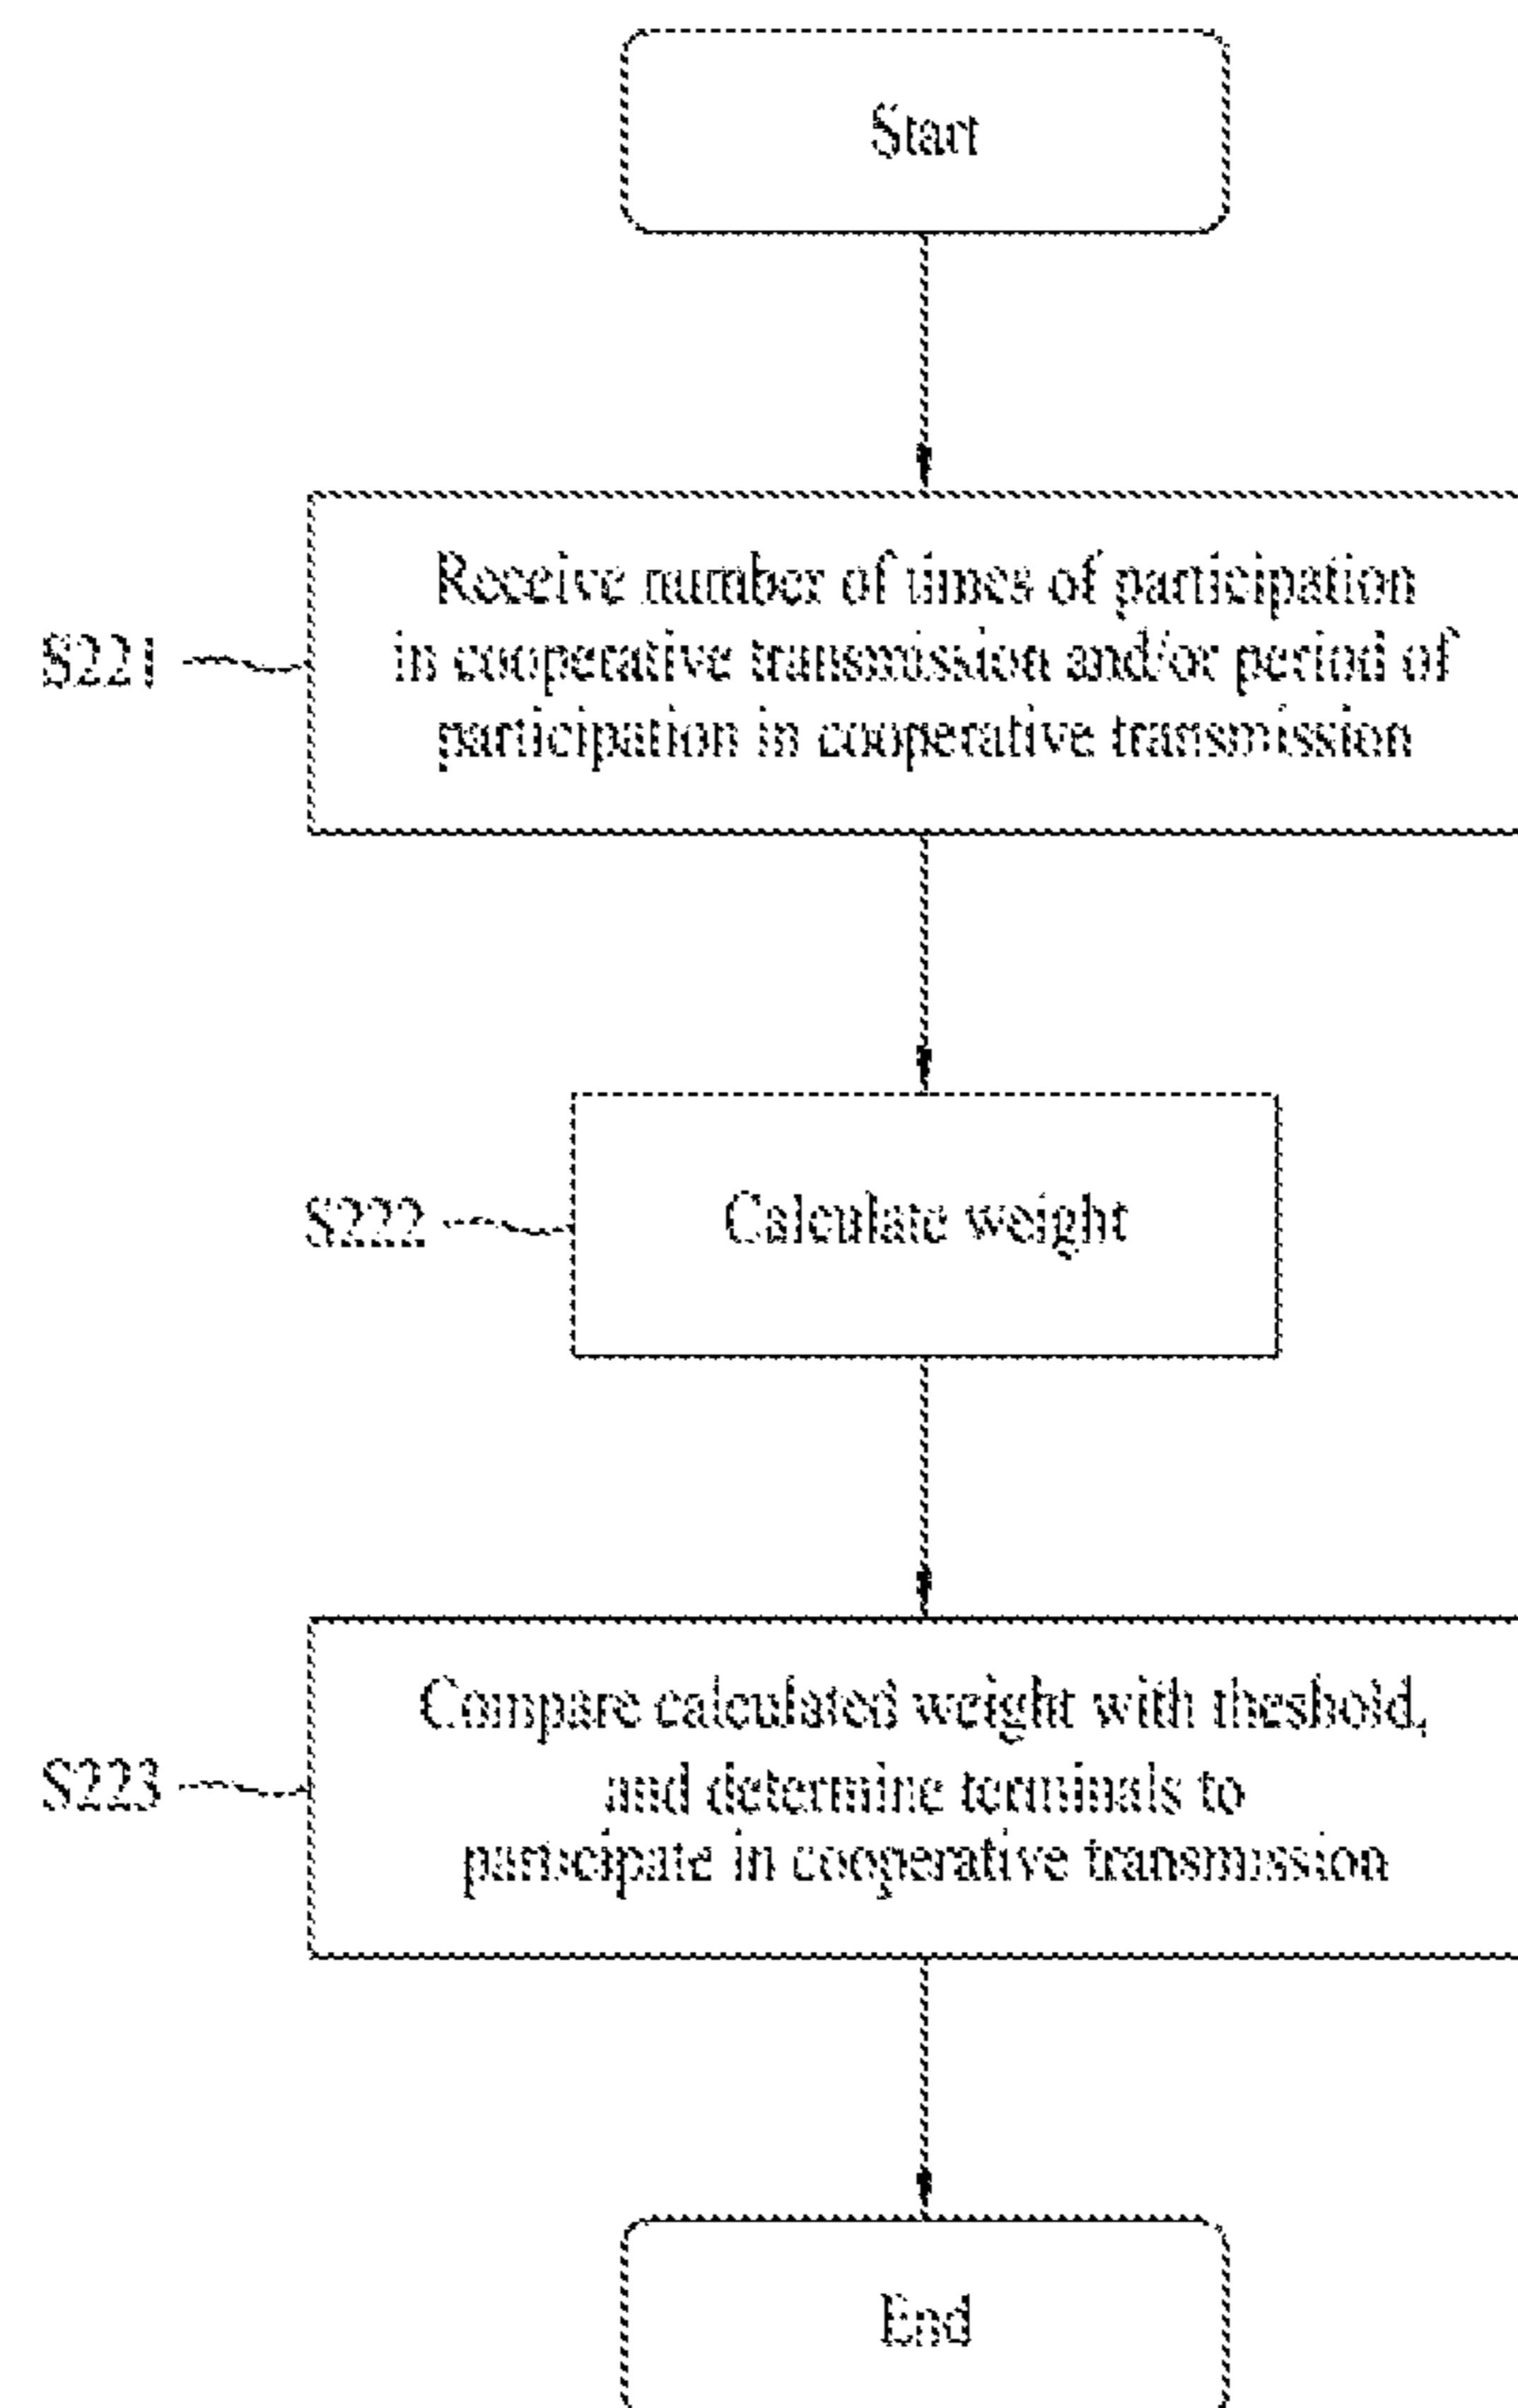 Start
Receive number of times of participation
in cooperative transmission and/or period of
participation in cooperative transmission
S221
Calculate weight
S222
Compare calculated weight with theshold,
and determine terminals to
participate in cooperative transmission
S223
End